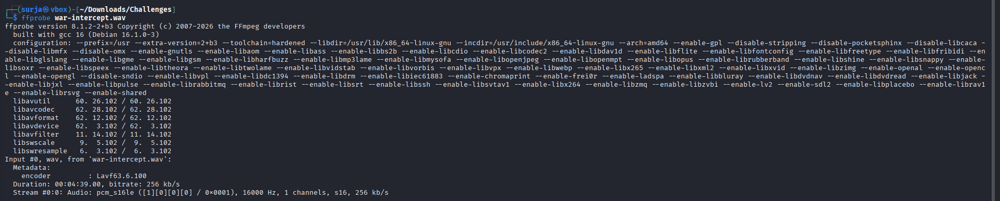 ┌──(surja㉿vbox)-[~/Downloads/Challenges]
└─$ ffprobe war-intercept.wav
ffprobe version 8.1.2-2+b3 Copyright (c) 2007-2026 the FFmpeg developers
  built with gcc 16 (Debian 16.1.0-3)
  configuration: --prefix=/usr --extra-version=2+b3 --toolchain=hardened --libdir=/usr/lib/x86_64-linux-gnu --incdir=/usr/include/x86_64-linux-gnu --arch=amd64 --enable-gpl --disable-stripping --disable-pocketsphinx --disable-libcaca -
-disable-libmfx --disable-omx --enable-gnutls --enable-libaom --enable-libass --enable-libbs2b --enable-libcdio --enable-libcodec2 --enable-libdav1d --enable-libflite --enable-libfontconfig --enable-libfreetype --enable-libfribidi --en
able-libglslang --enable-libgme --enable-libgsm --enable-libharfbuzz --enable-libmp3lame --enable-libmysofa --enable-libopenjpeg --enable-libopenmpt --enable-libopus --enable-librubberband --enable-libshine --enable-libsnappy --enable-
libsoxr --enable-libspeex --enable-libtheora --enable-libtwolame --enable-libvidstab --enable-libvorbis --enable-libvpx --enable-libwebp --enable-libx265 --enable-libxml2 --enable-libxvid --enable-libzimg --enable-openal --enable-openc
l --enable-opengl --disable-sndio --enable-libvpl --enable-libdc1394 --enable-libdrm --enable-libiec61883 --enable-chromaprint --enable-frei0r --enable-ladspa --enable-libbluray --enable-libdvdnav --enable-libdvdread --enable-libjack -
-enable-libjxl --enable-libpulse --enable-librabbitmq --enable-librist --enable-libsrt --enable-libssh --enable-libsvtav1 --enable-libx264 --enable-libzmq --enable-libzvbi --enable-lv2 --enable-sdl2 --enable-libplacebo --enable-librav1
e --enable-librsvg --enable-shared
  libavutil      60. 26.102 / 60. 26.102
  libavcodec     62. 28.102 / 62. 28.102
  libavformat    62. 12.102 / 62. 12.102
  libavdevice    62.  3.102 / 62.  3.102
  libavfilter    11. 14.102 / 11. 14.102
  libswscale      9.  5.102 /  9.  5.102
  libswresample   6.  3.102 /  6.  3.102
Input #0, wav, from 'war-intercept.wav':
  Metadata:
    encoder         : Lavf63.6.100
  Duration: 00:04:39.00, bitrate: 256 kb/s
  Stream #0:0: Audio: pcm_s16le ([1][0][0][0] / 0x0001), 16000 Hz, 1 channels, s16, 256 kb/s